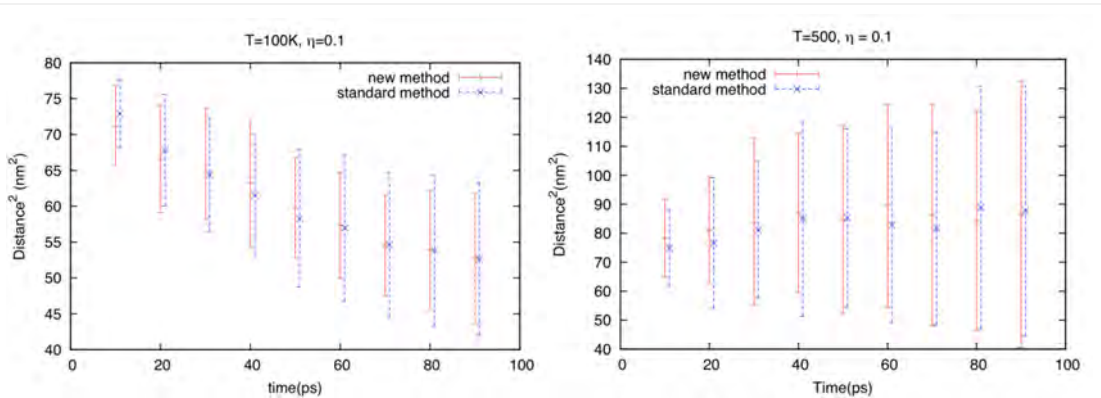 T=100K, η=0.1
new method
standard method
80
75
70
65
60
55
50
45
40
Distance² (nm²)
0 20 40 60 80 100
time(ps)
T=500, η = 0.1
new method
standard method
140
130
120
110
100
90
80
70
60
50
40
Distance²(nm²)
0 20 40 60 80 100
Time(ps)